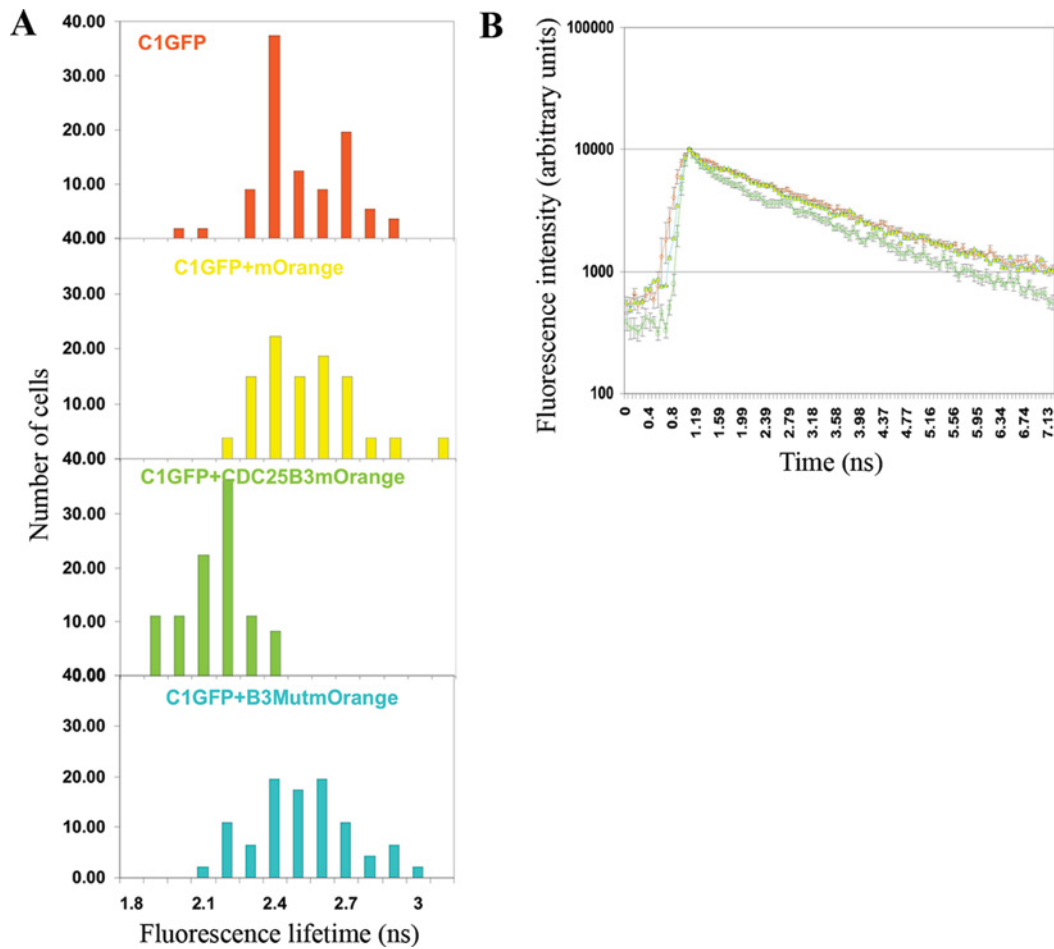 A
40.00
C1GFP
30.00
20.00
10.00
40.00
C1GFP+mOrange
30.00
20.00
10.00
40.00
C1GFP+CDC25B3mOrange
30.00
20.00
10.00
40.00
C1GFP+B3MutmOrange
30.00
20.00
10.00
0.00
Number of cells
1.8 2.1 2.4 2.7 3
Fluorescence lifetime (ns)
B
100000
10000
1000
100
Fluorescence intensity (arbitrary units)
0 0.4 0.8 1.19 1.59 1.99 2.39 2.79 3.18 3.58 3.98 4.37 4.77 5.16 5.56 5.95 6.34 6.74 7.13
Time (ns)